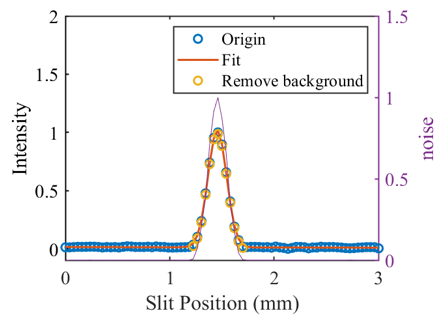 2
1.5
1
0.5
0
Intensity
Origin
Fit
Remove background
1.5
1
0.5
0
noise
0
1
2
3
Slit Position (mm)